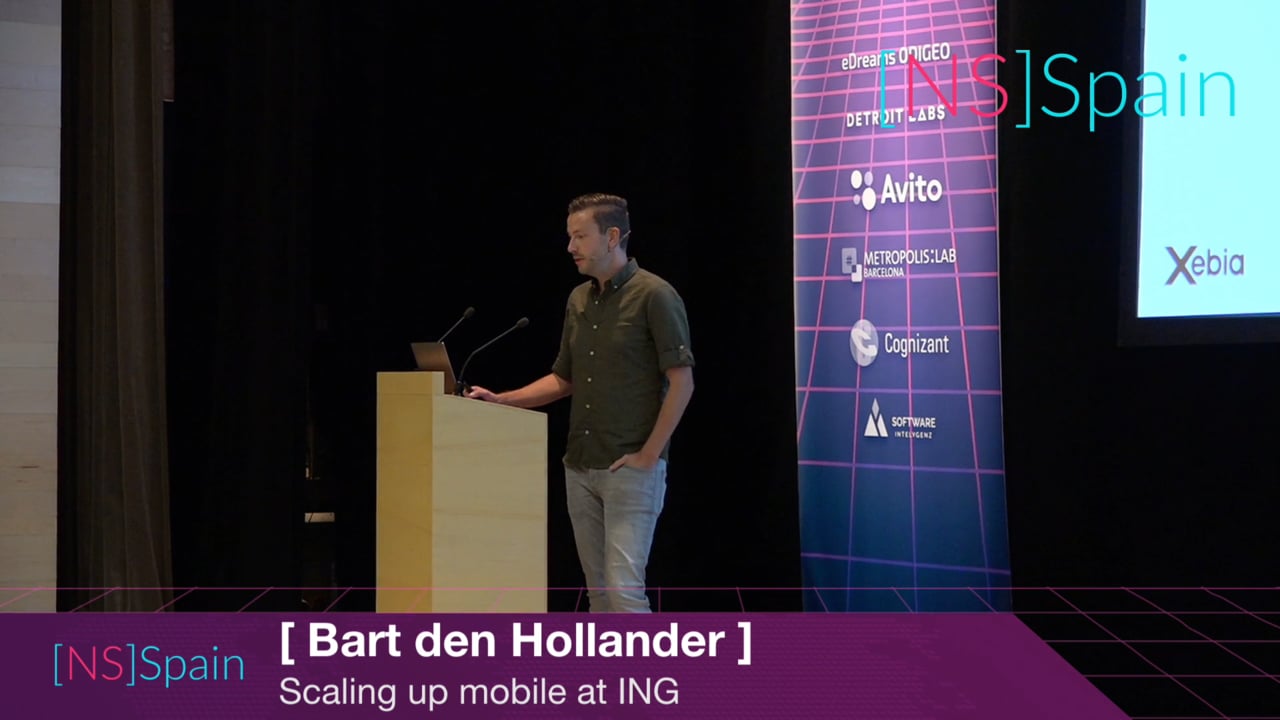 eDreams ODIGEO
[NS]Spain
DETROIT LABS
Avito
METROPOLIS:LAB
BARCELONA
Xebia
Cognizant
SOFTWARE
INTELYGENZ
[ Bart den Hollander ]
[NS]Spain
Scaling up mobile at ING